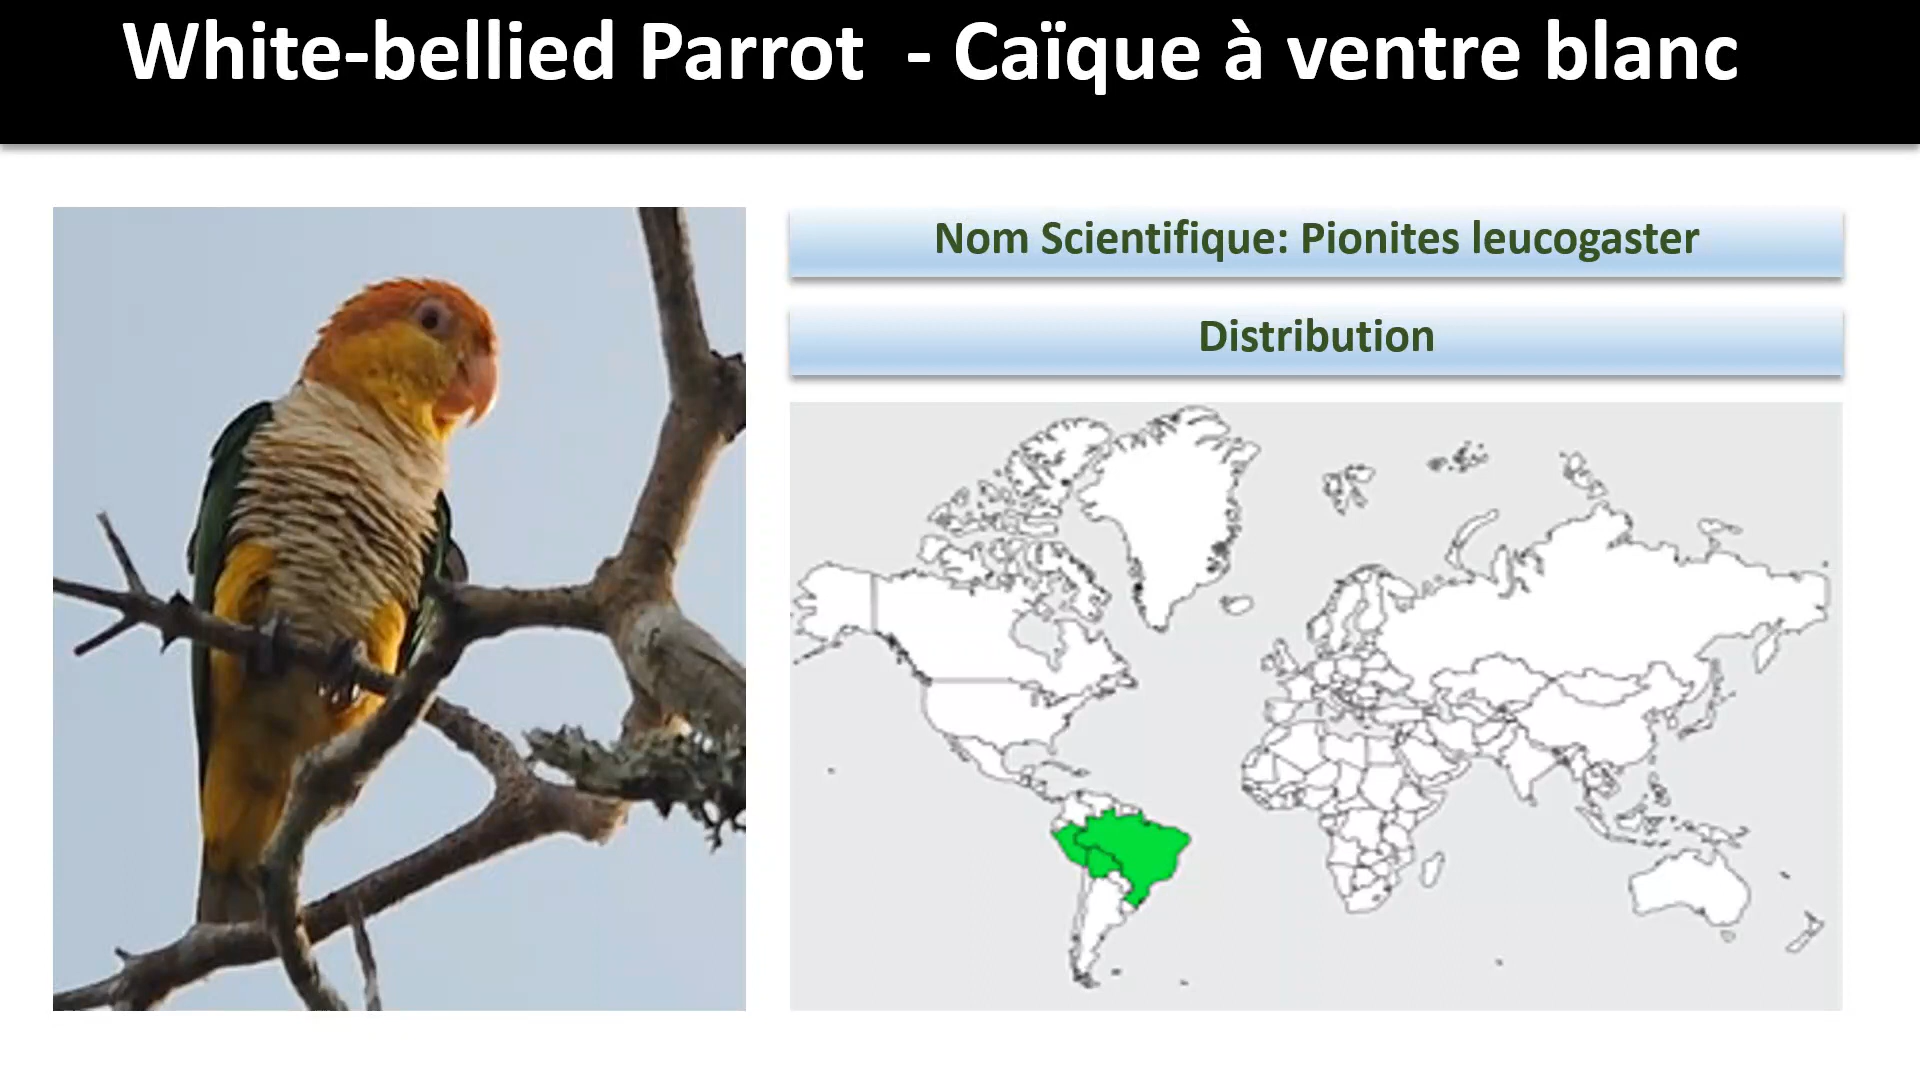 White-bellied Parrot - Caïque à ventre blanc
Nom Scientifique: Pionites leucogaster
Distribution